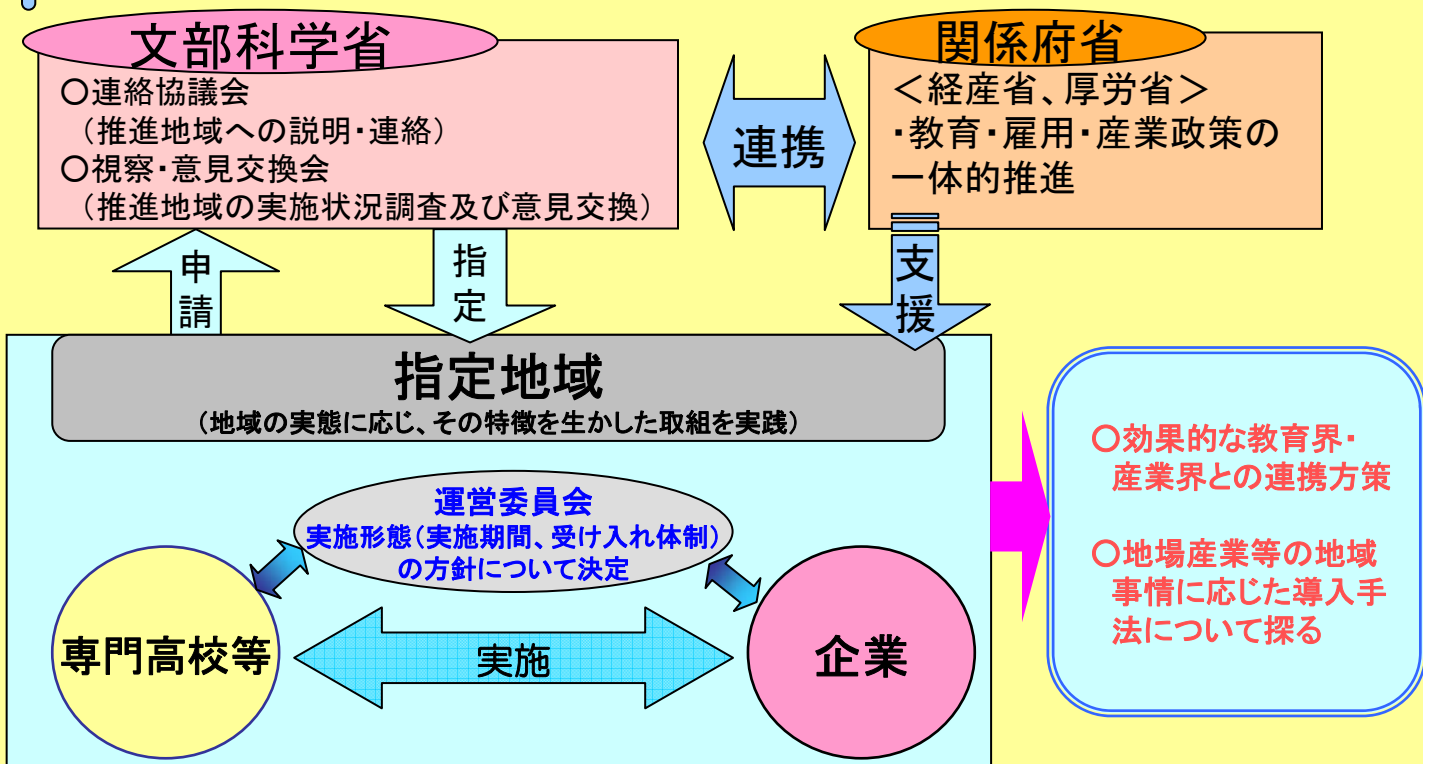 文部科学省
○連絡協議会
（推進地域への説明・連絡）
○視察・意見交換会
（推進地域の実施状況調査及び意見交換）
連携
関係府省
＜経産省、厚労省＞
・教育・雇用・産業政策の
一体的推進
申請
指定
支援
指定地域
（地域の実態に応じ、その特徴を生かした取組を実践）
運営委員会
実施形態（実施期間、受け入れ体制）
の方針について決定
専門高校等
実施
企業
○効果的な教育界・
産業界との連携方策
○地場産業等の地域
事情に応じた導入手
法について探る